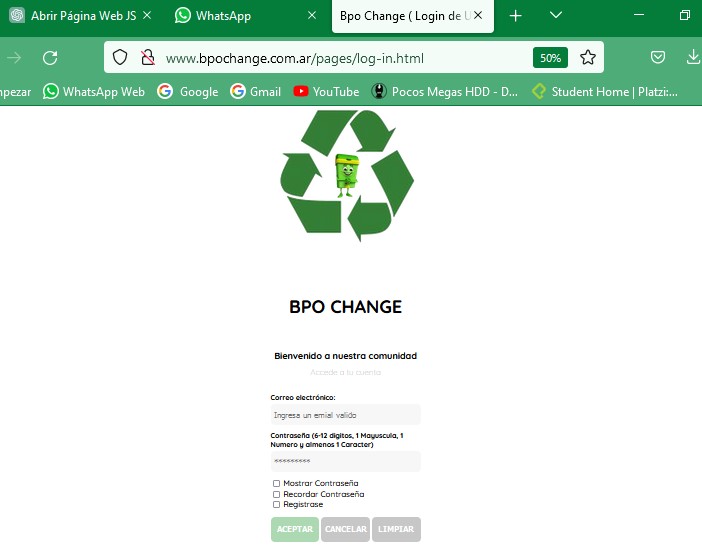 Abrir Página Web JS
WhatsApp
Bpo Change ( Login de U
www.bpochange.com.ar/pages/log-in.html
50%
pezar
WhatsApp Web
Google
Gmail
YouTube
Pocos Megas HDD - D...
Student Home | Platzi:...
BPO CHANGE
Bienvenido a nuestra comunidad
Accede a tu cuenta
Correo electrónico:
Ingresa un emial valido
Contraseña (6-12 digitos, 1 Mayuscula, 1
Numero y almenos 1 Caracter)
*********
Mostrar Contraseña
Recordar Contraseña
Registrase
ACEPTAR
CANCELAR
LIMPIAR